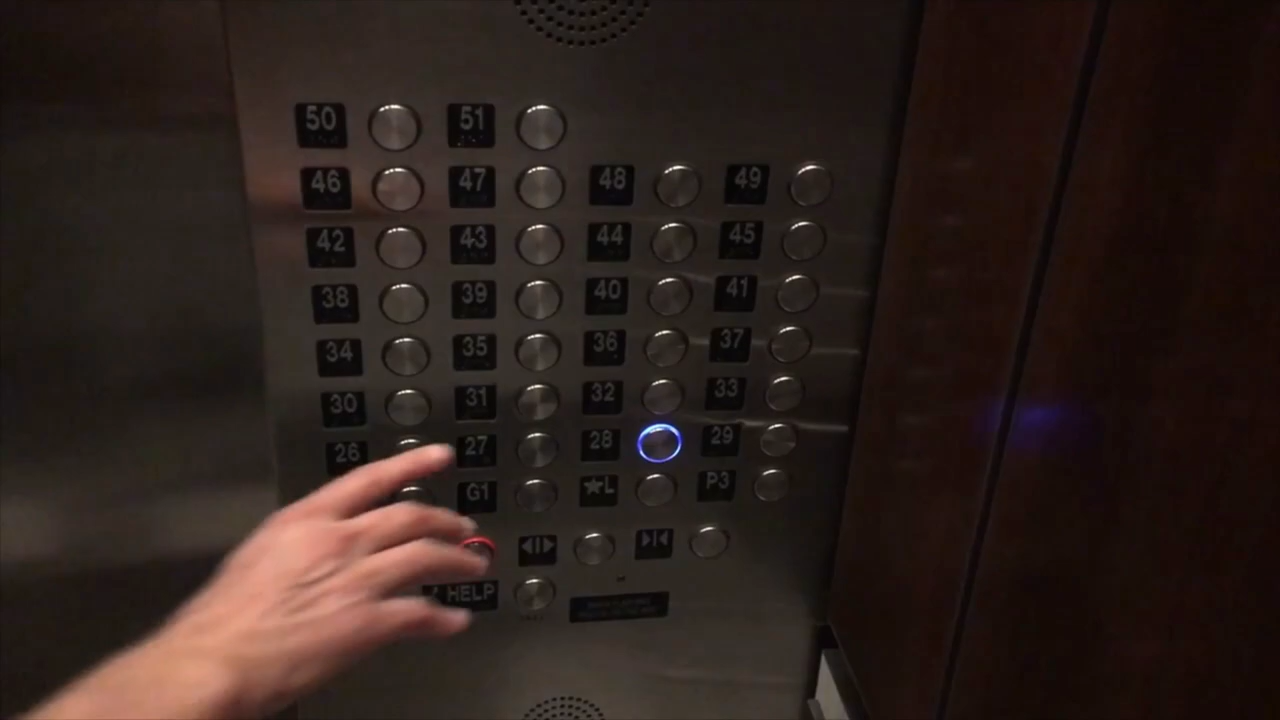 50 51
46 47 48 49
42 43 44 45
38 39 40 41
34 35 36 37
30 31 32 33
26 27 28 29
G1 ★L P3
HELP